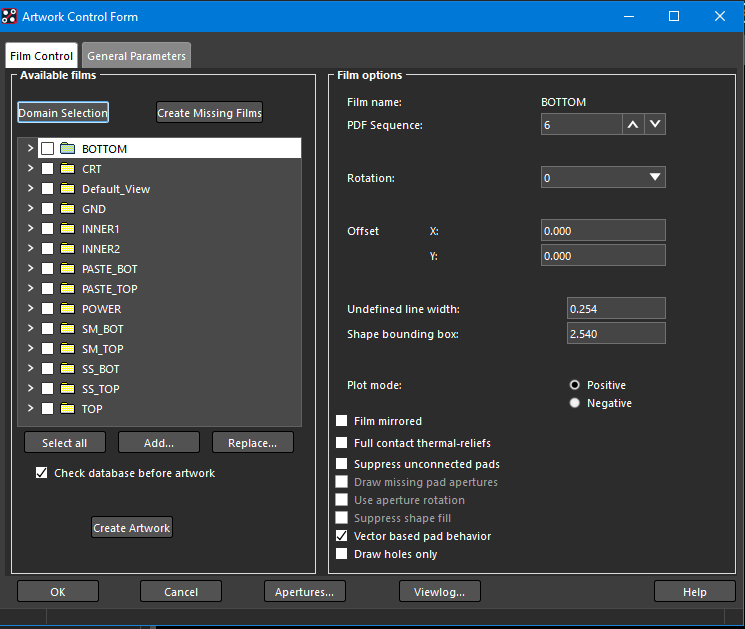 Artwork Control Form
Film Control General Parameters
Available films
Domain Selection Create Missing Films
BOTTOM
CRT
Default_View
GND
INNER1
INNER2
PASTE_BOT
PASTE_TOP
POWER
SM_BOT
SM_TOP
SS_BOT
SS_TOP
TOP
Select all Add... Replace...
Check database before artwork
Create Artwork
Film options
Film name: BOTTOM
PDF Sequence: 6
Rotation: 0
Offset X: 0.000
Y: 0.000
Undefined line width: 0.254
Shape bounding box: 2.540
Plot mode: Positive
Negative
Film mirrored
Full contact thermal-reliefs
Suppress unconnected pads
Draw missing pad apertures
Use aperture rotation
Suppress shape fill
Vector based pad behavior
Draw holes only
OK Cancel Apertures... Viewlog... Help